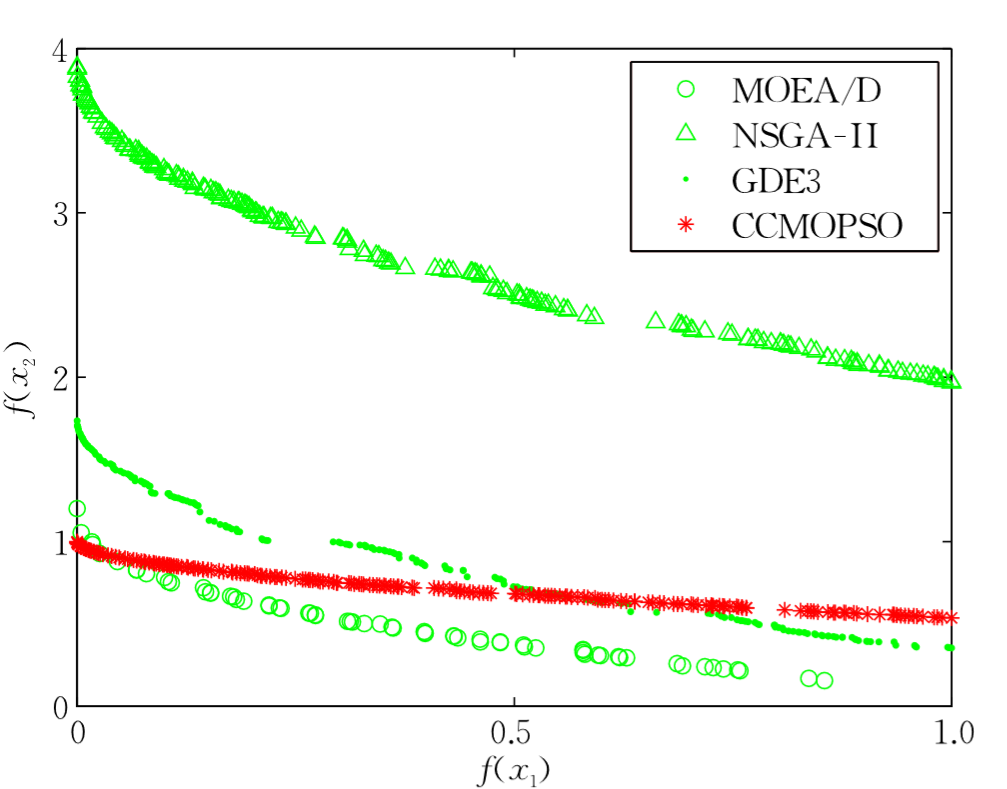 4
MOEA/D
NSGA-II
GDE3
CCMOPSO
3
2
f(x₂)
1
0
0 0.5 1.0
f(x₁)